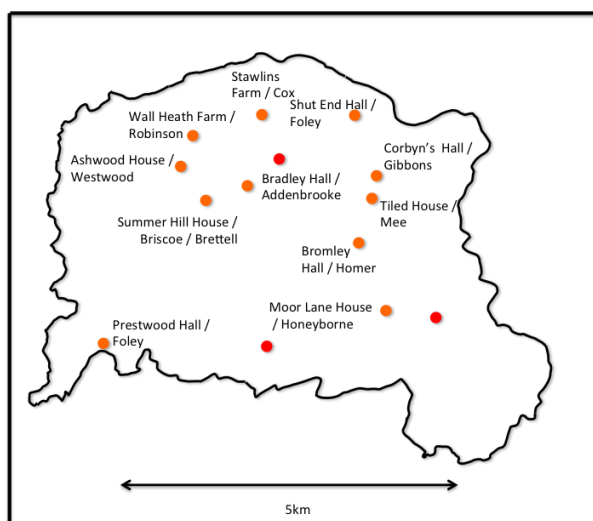 Stawlins
Farm / Cox
Shut End Hall /
Foley
Wall Heath Farm /
Robinson
Corbyn's  Hall /
Gibbons
Ashwood House /
Westwood
Bradley Hall /
Addenbrooke
Tiled House /
Mee
Summer Hill House /
Briscoe / Brettell
Bromley
Hall / Homer
Moor Lane House
/ Honeyborne
Prestwood Hall /
Foley
5km